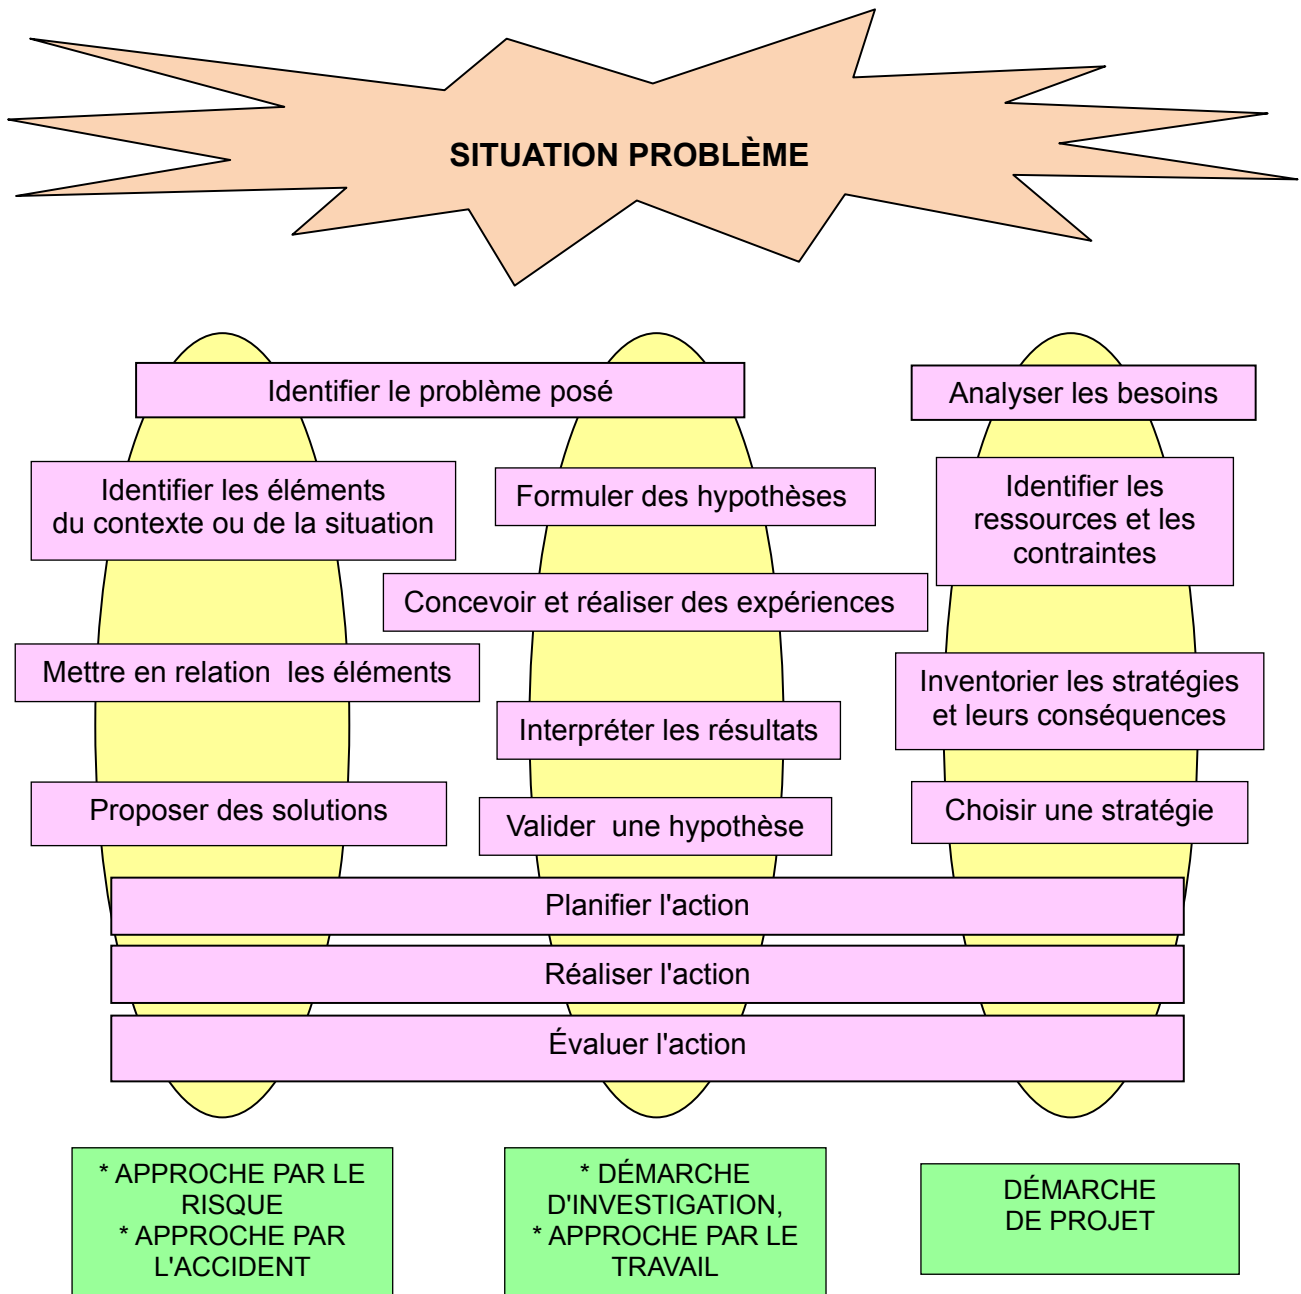 SITUATION PROBLÈME
Identifier le problème posé
Analyser les besoins
Identifier les éléments
du contexte ou de la situation
Formuler des hypothèses
Identifier les
ressources et les
contraintes
Concevoir et réaliser des expériences
Mettre en relation les éléments
Inventorier les stratégies
et leurs conséquences
Interpréter les résultats
Proposer des solutions
Valider une hypothèse
Choisir une stratégie
Planifier l'action
Réaliser l'action
Évaluer l'action
* APPROCHE PAR LE
RISQUE
* APPROCHE PAR
L'ACCIDENT
* DÉMARCHE
D'INVESTIGATION,
* APPROCHE PAR LE
TRAVAIL
DÉMARCHE
DE PROJET